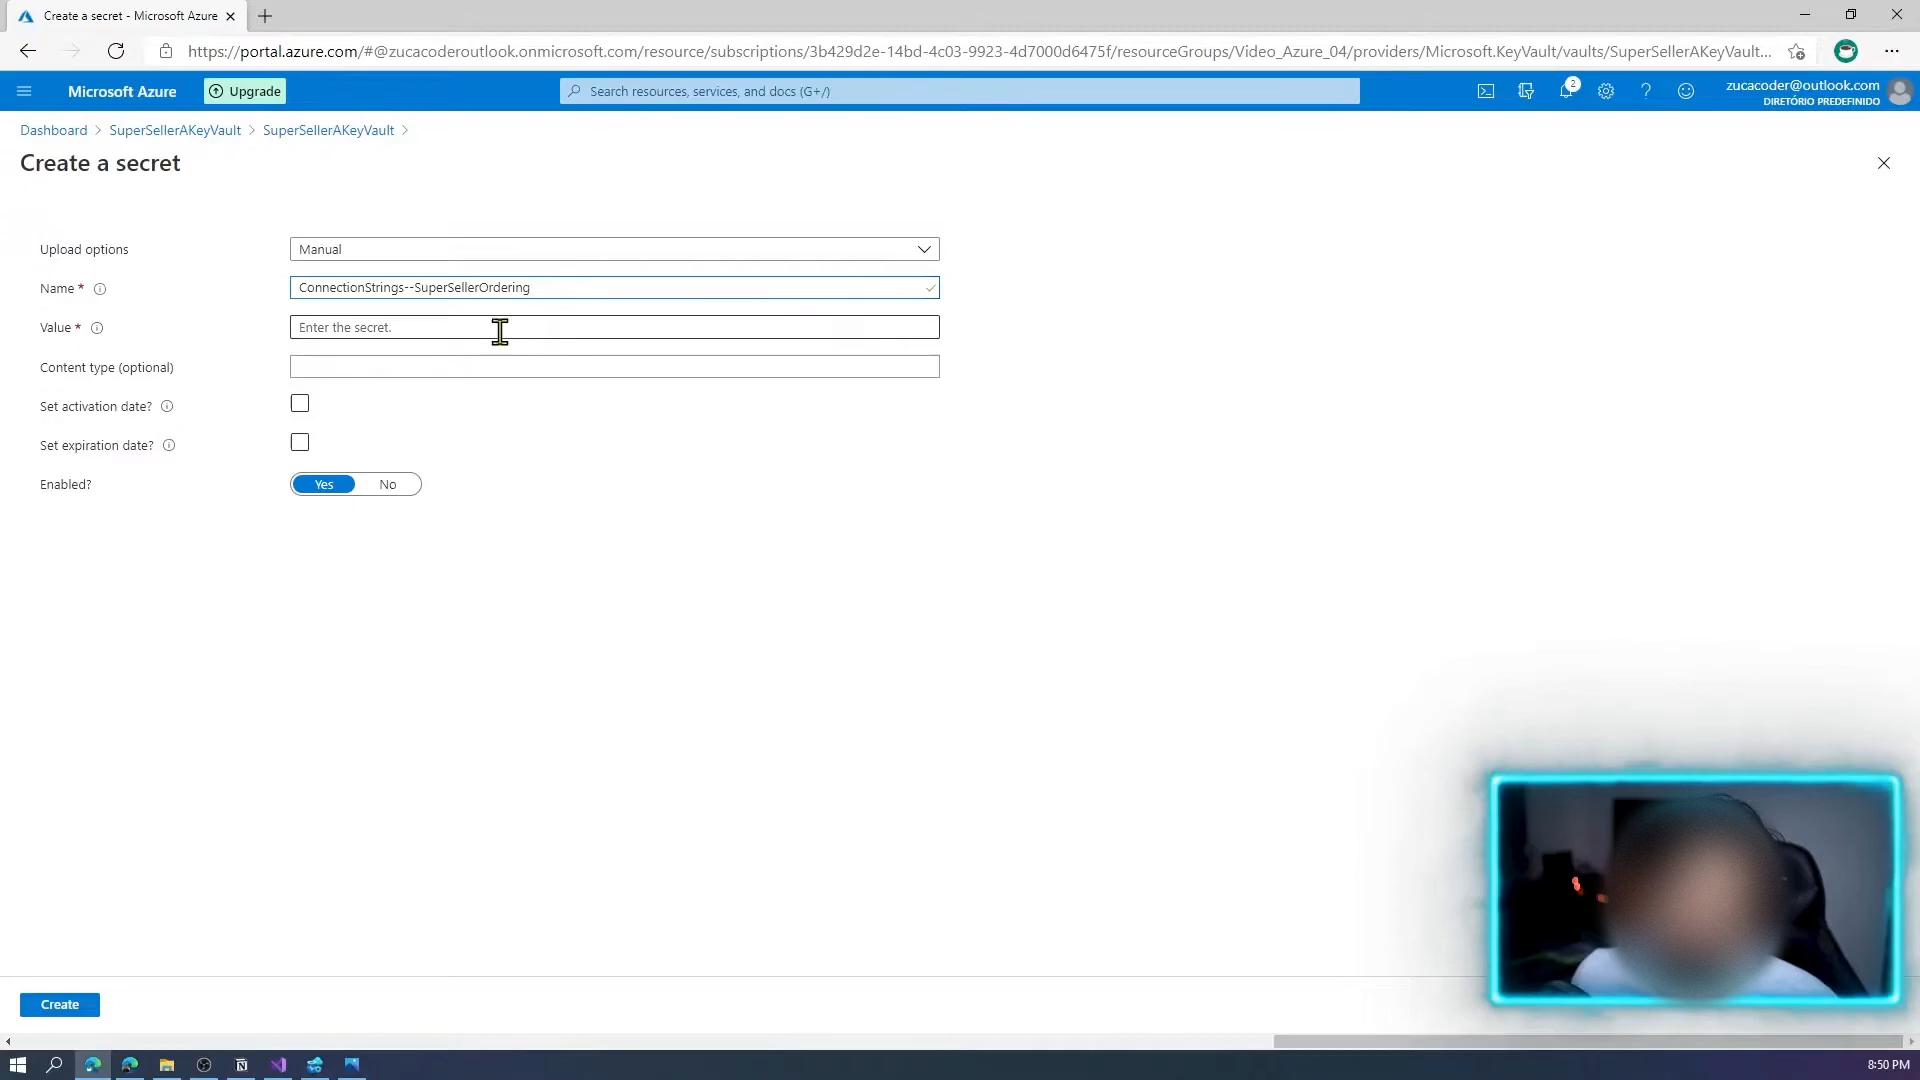 Create a secret - Microsoft Azure
https://portal.azure.com/#@zucacoderoutlook.onmicrosoft.com/resource/subscriptions/3b429d2e-14bd-4c03-9923-4d7000d6475f/resourceGroups/Video_Azure_04/providers/Microsoft.KeyVault/vaults/SuperSellerAKeyVault...
Microsoft Azure
Upgrade
Search resources, services, and docs (G+/)
2
zucacoder@outlook.com
DIRETÓRIO PREDEFINIDO
Dashboard > SuperSellerAKeyVault > SuperSellerAKeyVault >
Create a secret
Upload options
Manual
Name *
ConnectionStrings--SuperSellerOrdering
Value *
Enter the secret.
Content type (optional)
Set activation date?
Set expiration date?
Enabled?
Yes
No
Create
8:50 PM